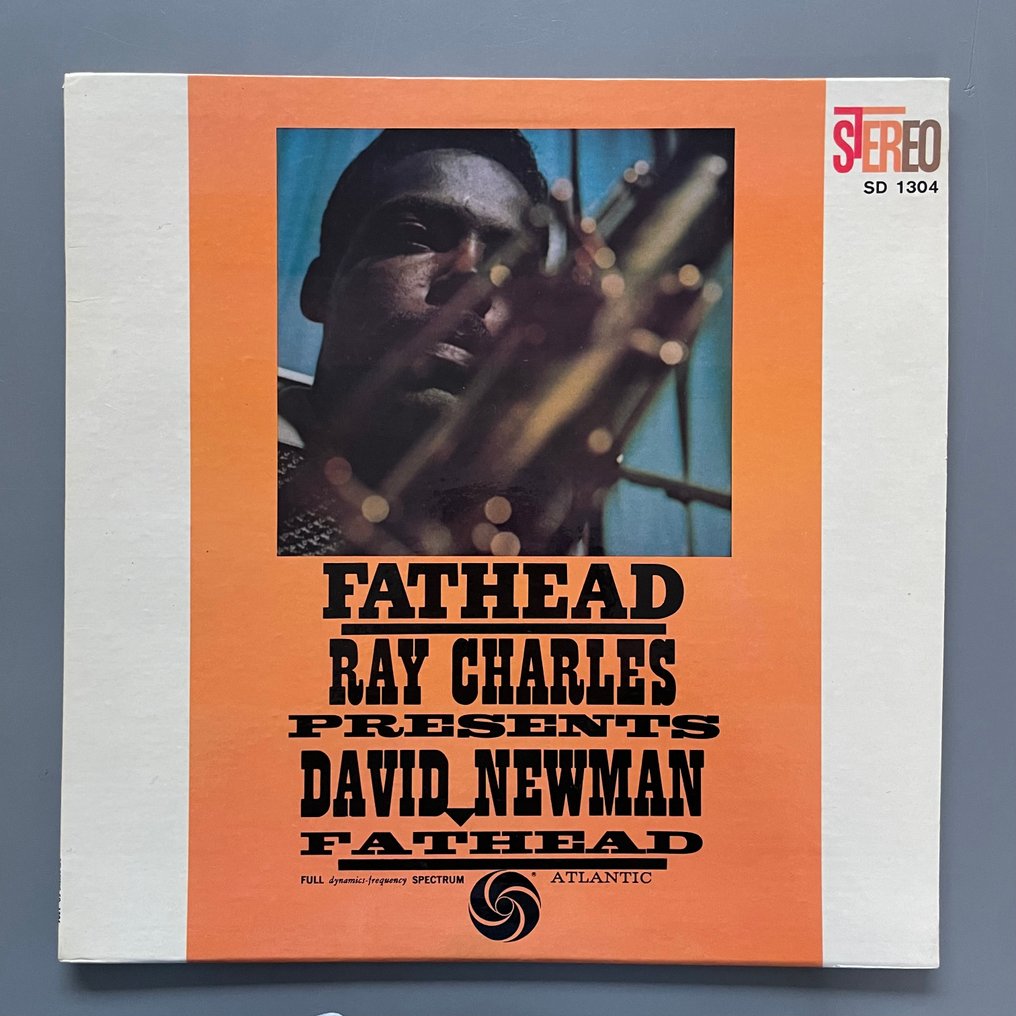 STEREO
SD 1304
FATHEAD
RAY CHARLES
PRESENTS
DAVID NEWMAN
FATHEAD
FULL dynamics-frequency SPECTRUM ® ATLANTIC